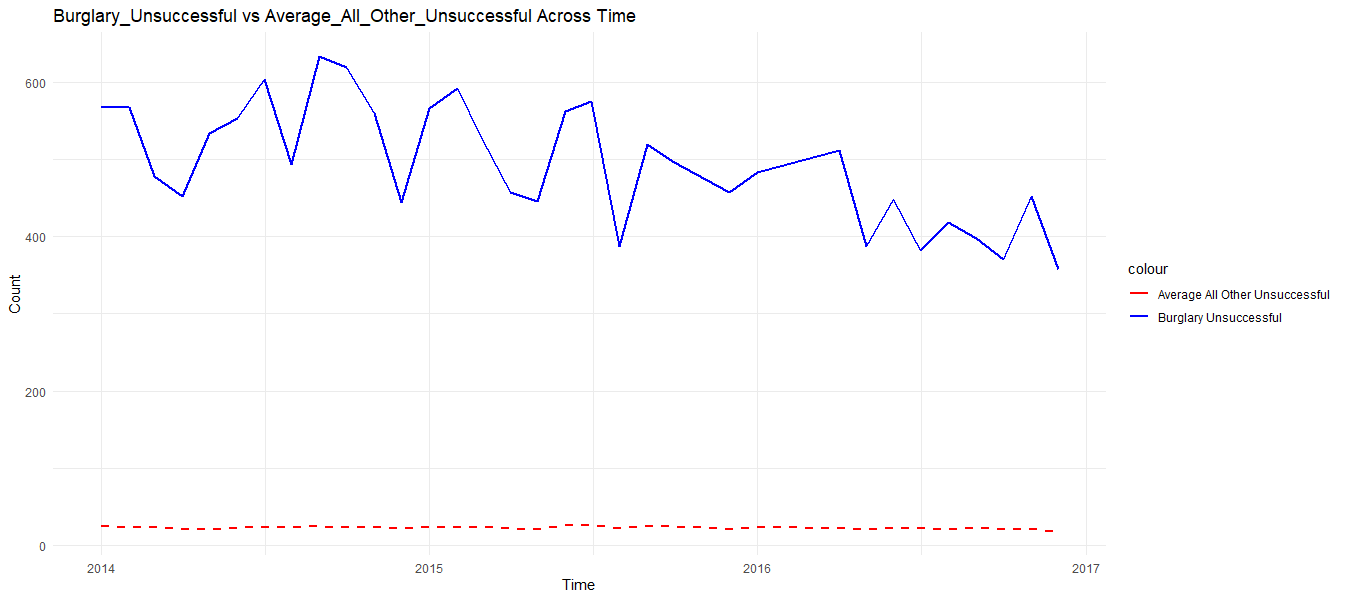 Burglary_Unsuccessful vs Average_All_Other_Unsuccessful Across Time
600
400
200
0
Count
2014
2015
2016
2017
Time
colour
Average All Other Unsuccessful
Burglary Unsuccessful